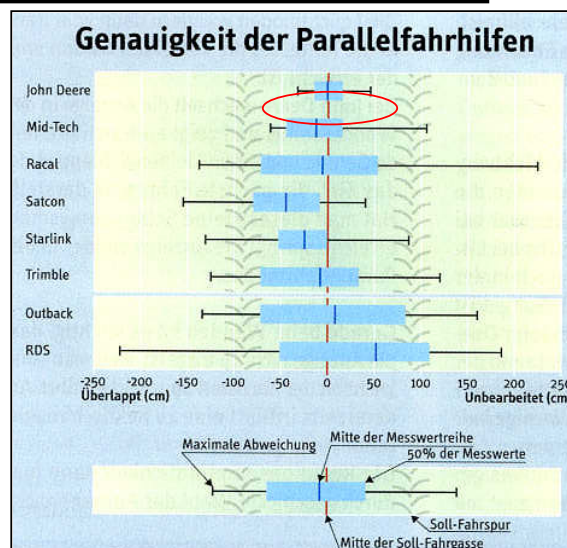 Genauigkeit der Parallelfahrhilfen
John Deere
Mid-Tech
Racal
Satcon
Starlink
Trimble
Outback
RDS
-250 -200 -150 -100 -50 0 50 100 150 200 250
Überlappt (cm) Unbearbeitet (cm)
Maximale Abweichung
Mitte der Messwertreihe
50% der Messwerte
Soll-Fahrspur
Mitte der Soll-Fahrgasse